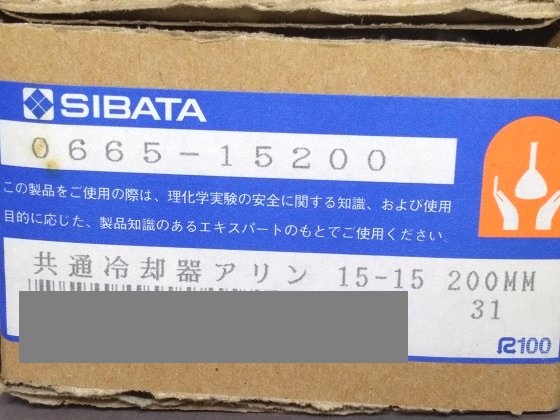 SIBATA
0665-15200
この製品をご使用の際は、理化学実験の安全に関する知識、および使用
目的に応じた、製品知識のあるエキスパートのもとでご使用ください。
共通冷却器アリン 15-15 200MM
31
R100